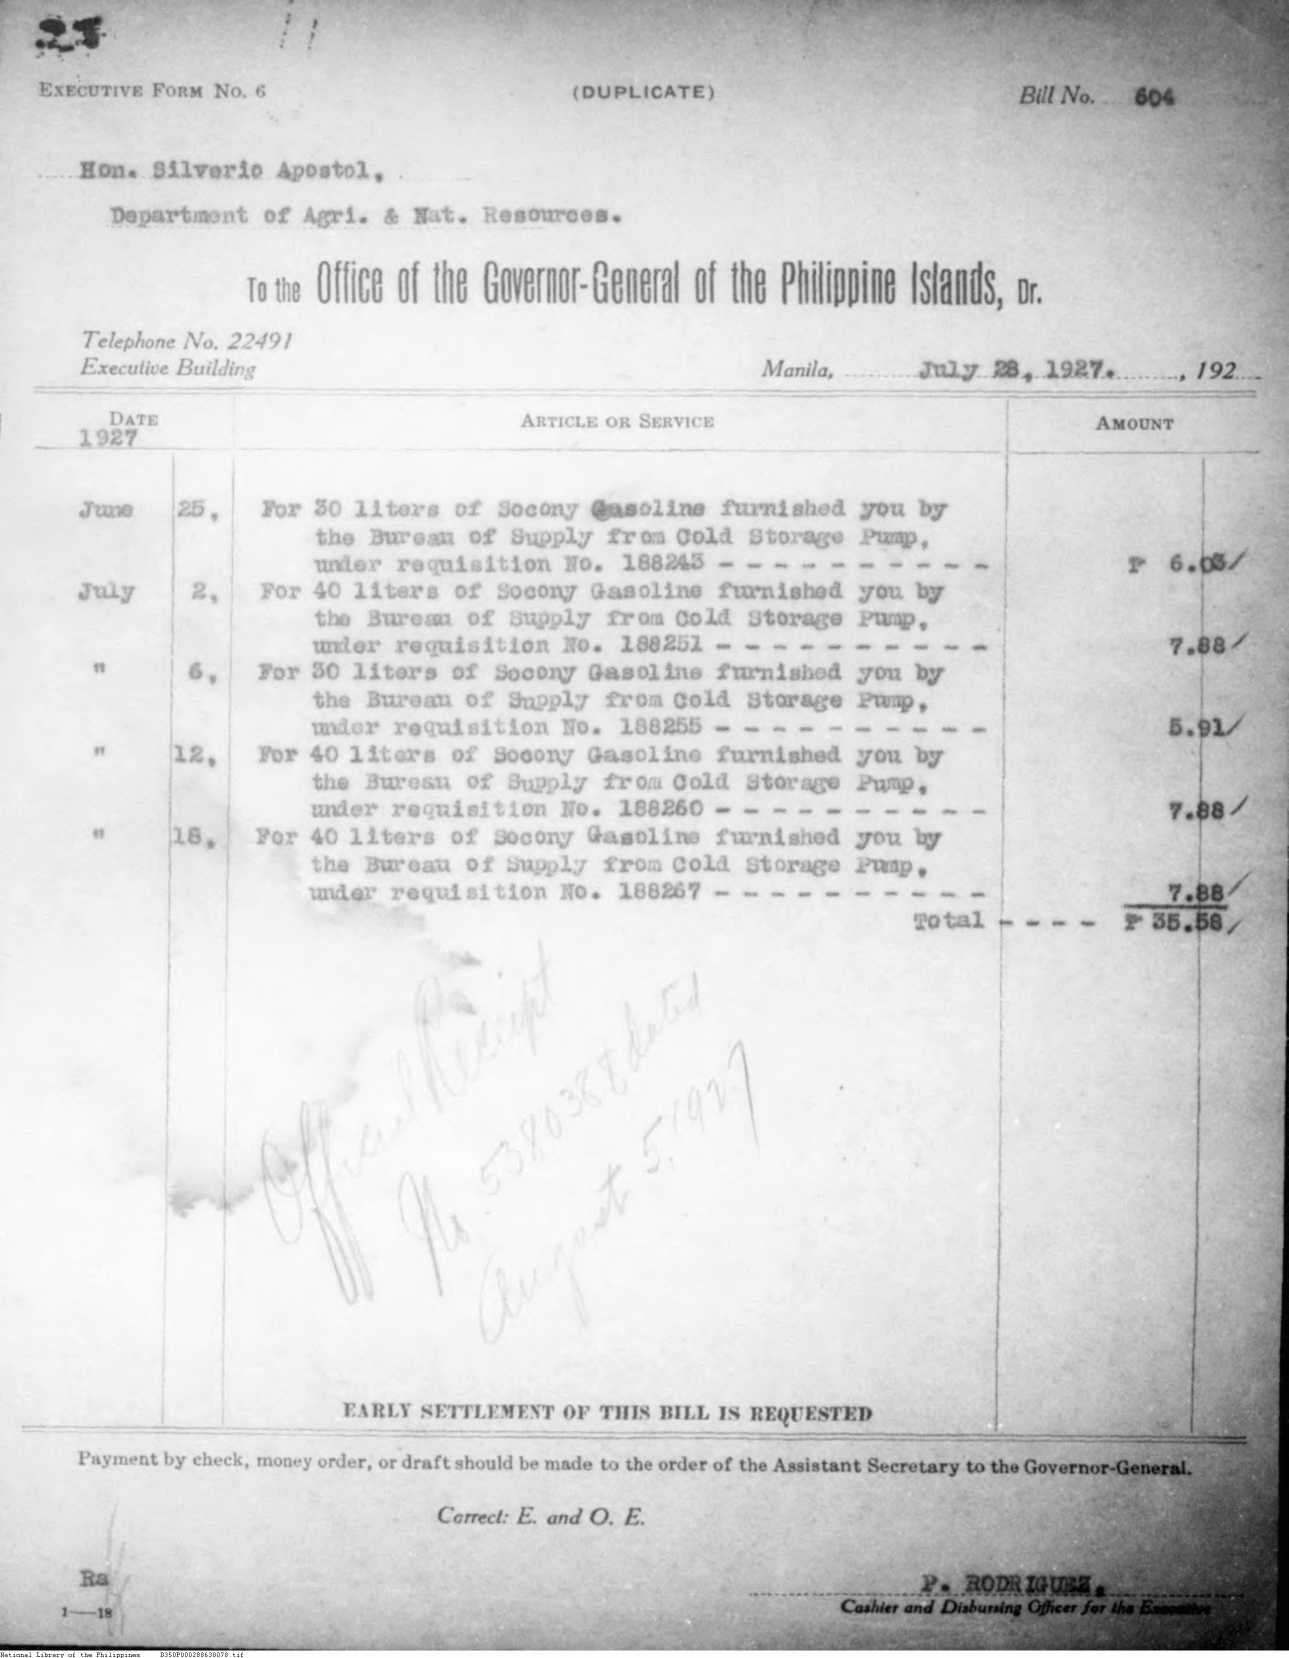 23
EXECUTIVE FORM NO. 6
(DUPLICATE)
Bill No. 604
Hon. Silverio Apostol,
Department of Agri. & Nat. Resources.
To the Office of the Governor-General of the Philippine Islands, Dr.
Telephone No. 22491
Executive Building
Manila, July 28, 1927. , 192
DATE ARTICLE OR SERVICE AMOUNT
1927
June 25, For 30 liters of Socony Gasoline furnished you by
the Bureau of Supply from Cold Storage Pump,
under requisition No. 188243 - - - - - - - - - - ₱ 6.03/
July 2, For 40 liters of Socony Gasoline furnished you by
the Bureau of Supply from Cold Storage Pump,
under requisition No. 188251 - - - - - - - - - - 7.88/
" 6, For 30 liters of Socony Gasoline furnished you by
the Bureau of Supply from Cold Storage Pump,
under requisition No. 188255 - - - - - - - - - - 5.91/
" 12, For 40 liters of Socony Gasoline furnished you by
the Bureau of Supply from Cold Storage Pump,
under requisition No. 188260 - - - - - - - - - - 7.88/
" 18, For 40 liters of Socony Gasoline furnished you by
the Bureau of Supply from Cold Storage Pump,
under requisition No. 188267 - - - - - - - - - - 7.88/
Total - - - - ₱ 35.58/
Official Receipt
No. 5380388 dated
August 5, 1927
EARLY SETTLEMENT OF THIS BILL IS REQUESTED
Payment by check, money order, or draft should be made to the order of the Assistant Secretary to the Governor-General.
Correct: E. and O. E.
Ra
P. RODRIGUEZ.
1—18
Cashier and Disbursing Officer for the Executive
National Library of the Philippines D350P000288638078.tif